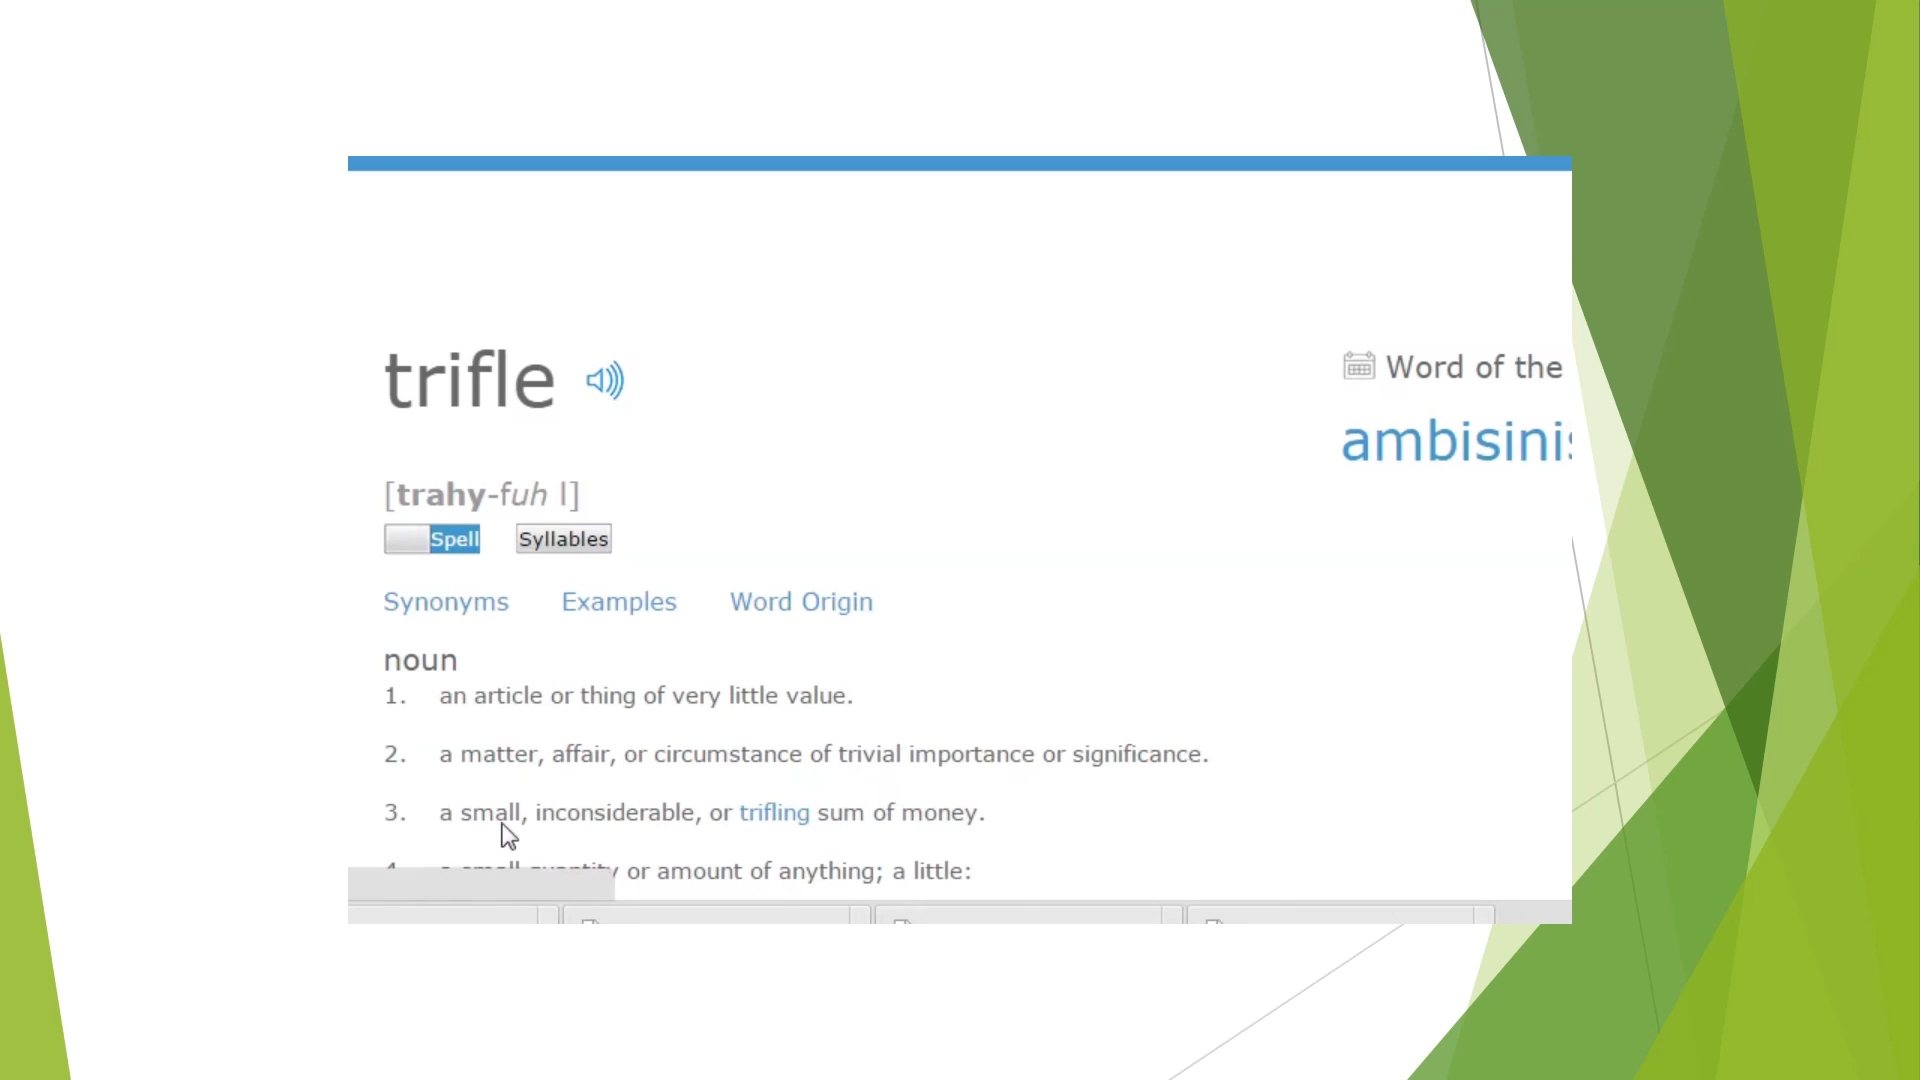 trifle
Word of the
[trahy-fuh l]
Spell Syllables
Synonyms Examples Word Origin
noun
1. an article or thing of very little value.
2. a matter, affair, or circumstance of trivial importance or significance.
3. a small, inconsiderable, or trifling sum of money.
or amount of anything; a little: